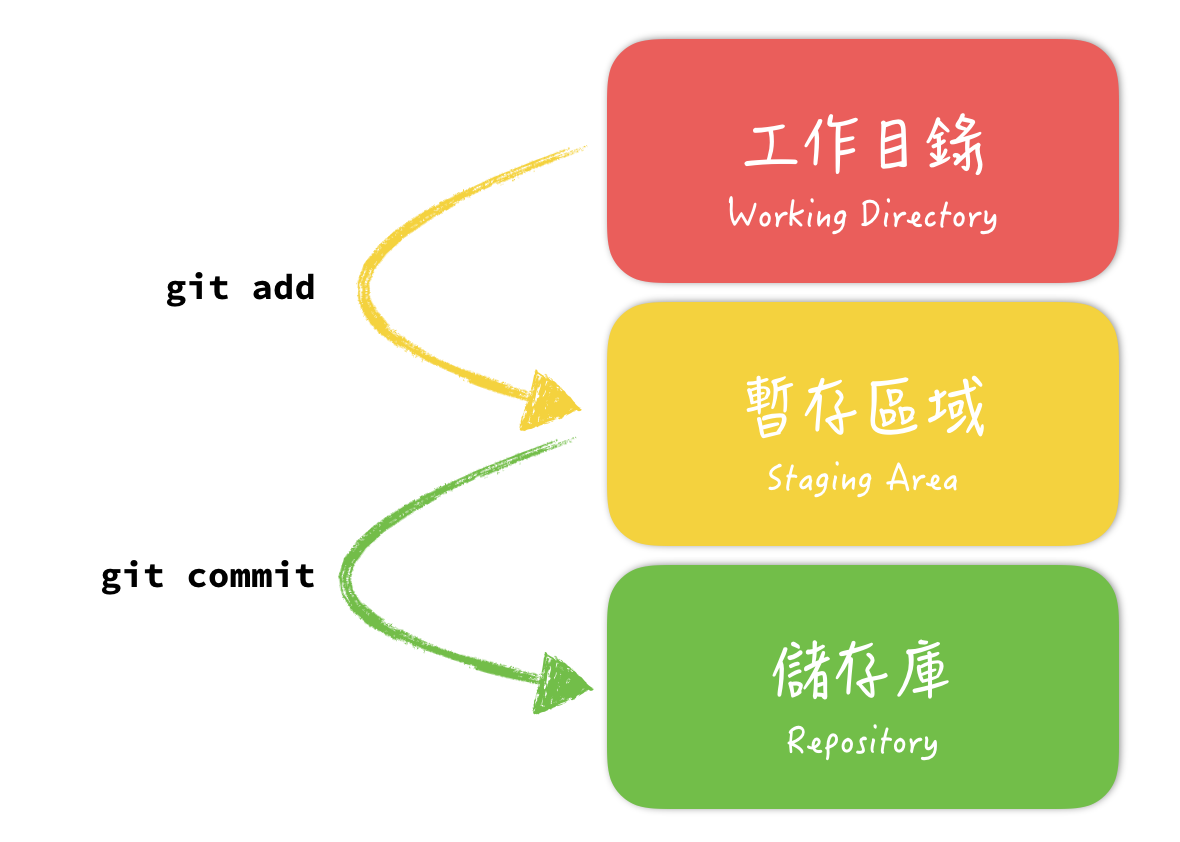 工作目錄
Working Directory
git add
暫存區域
Staging Area
git commit
儲存庫
Repository